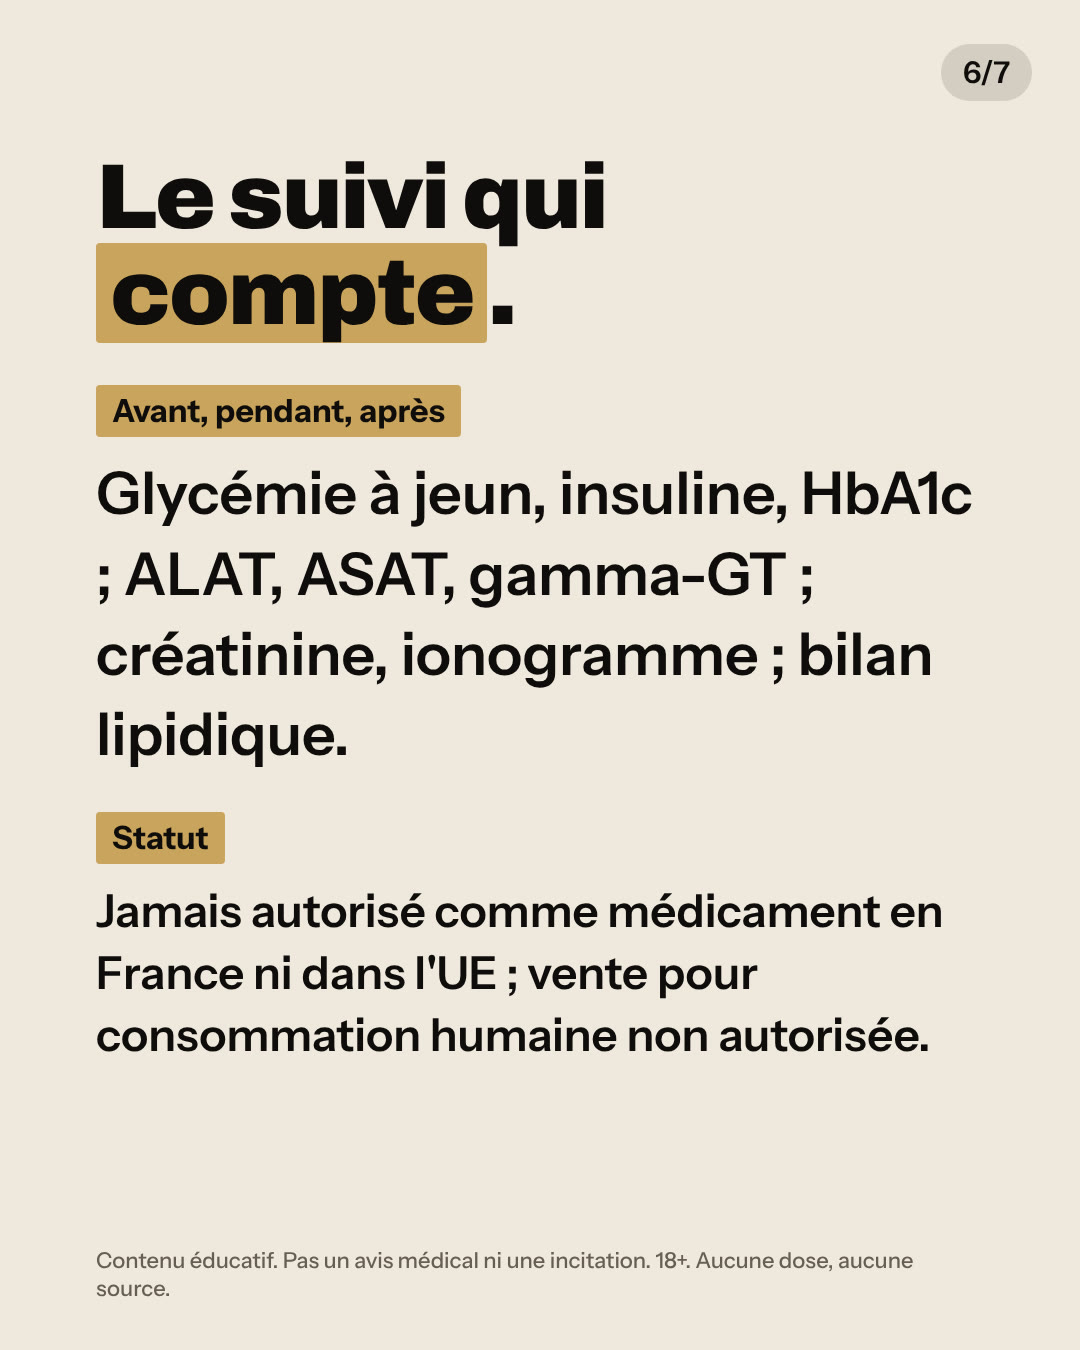 6/7
Le suivi qui
compte.
Avant, pendant, après
Glycémie à jeun, insuline, HbA1c
; ALAT, ASAT, gamma-GT ;
créatinine, ionogramme ; bilan
lipidique.
Statut
Jamais autorisé comme médicament en
France ni dans l'UE ; vente pour
consommation humaine non autorisée.
Contenu éducatif. Pas un avis médical ni une incitation. 18+. Aucune dose, aucune
source.